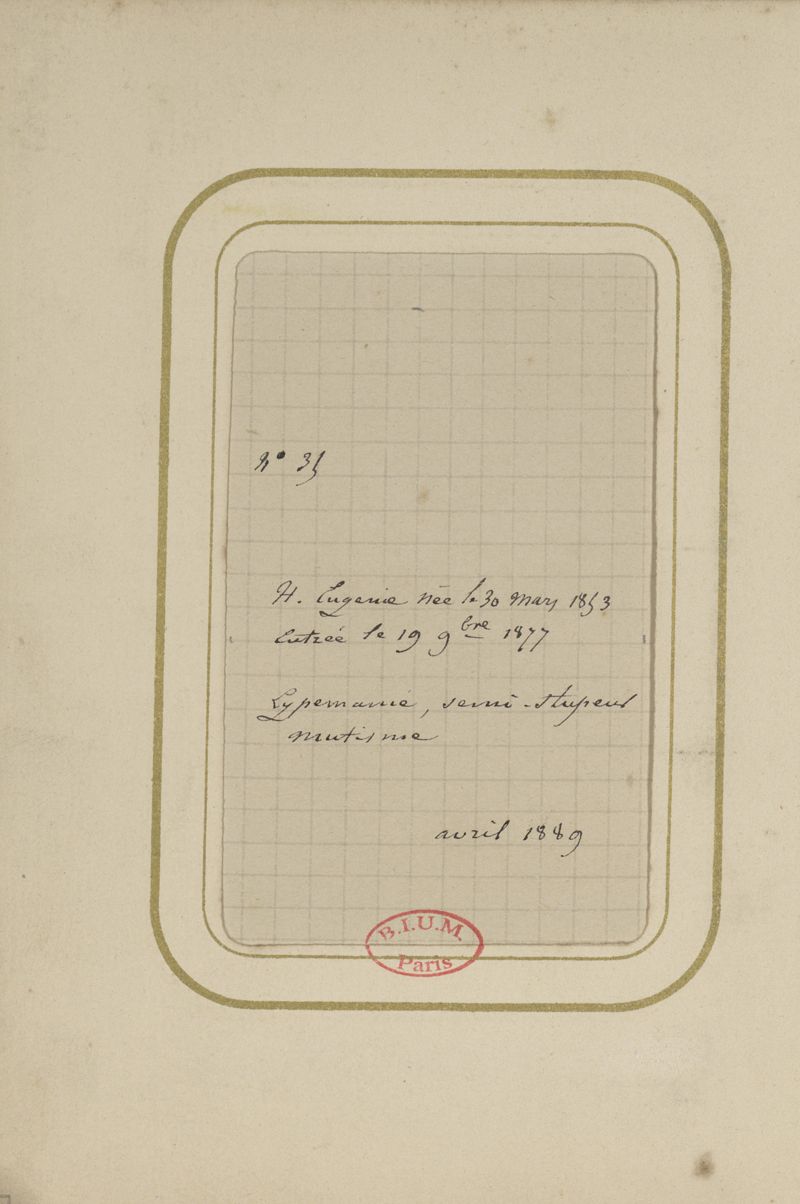 N° 35
H. Eugenie née le 30 mars 1853
Entrée le 19 9bre 1877
Lypemanie, semi-stupeur
mutisme
avril 1889
B.I.U.M.
Paris